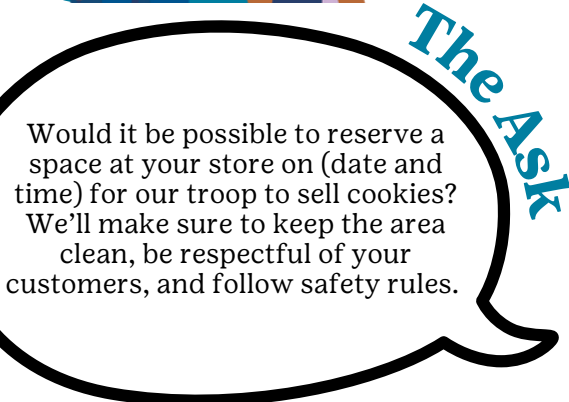 The Ask
Would it be possible to reserve a
space at your store on (date and
time) for our troop to sell cookies?
We’ll make sure to keep the area
clean, be respectful of your
customers, and follow safety rules.